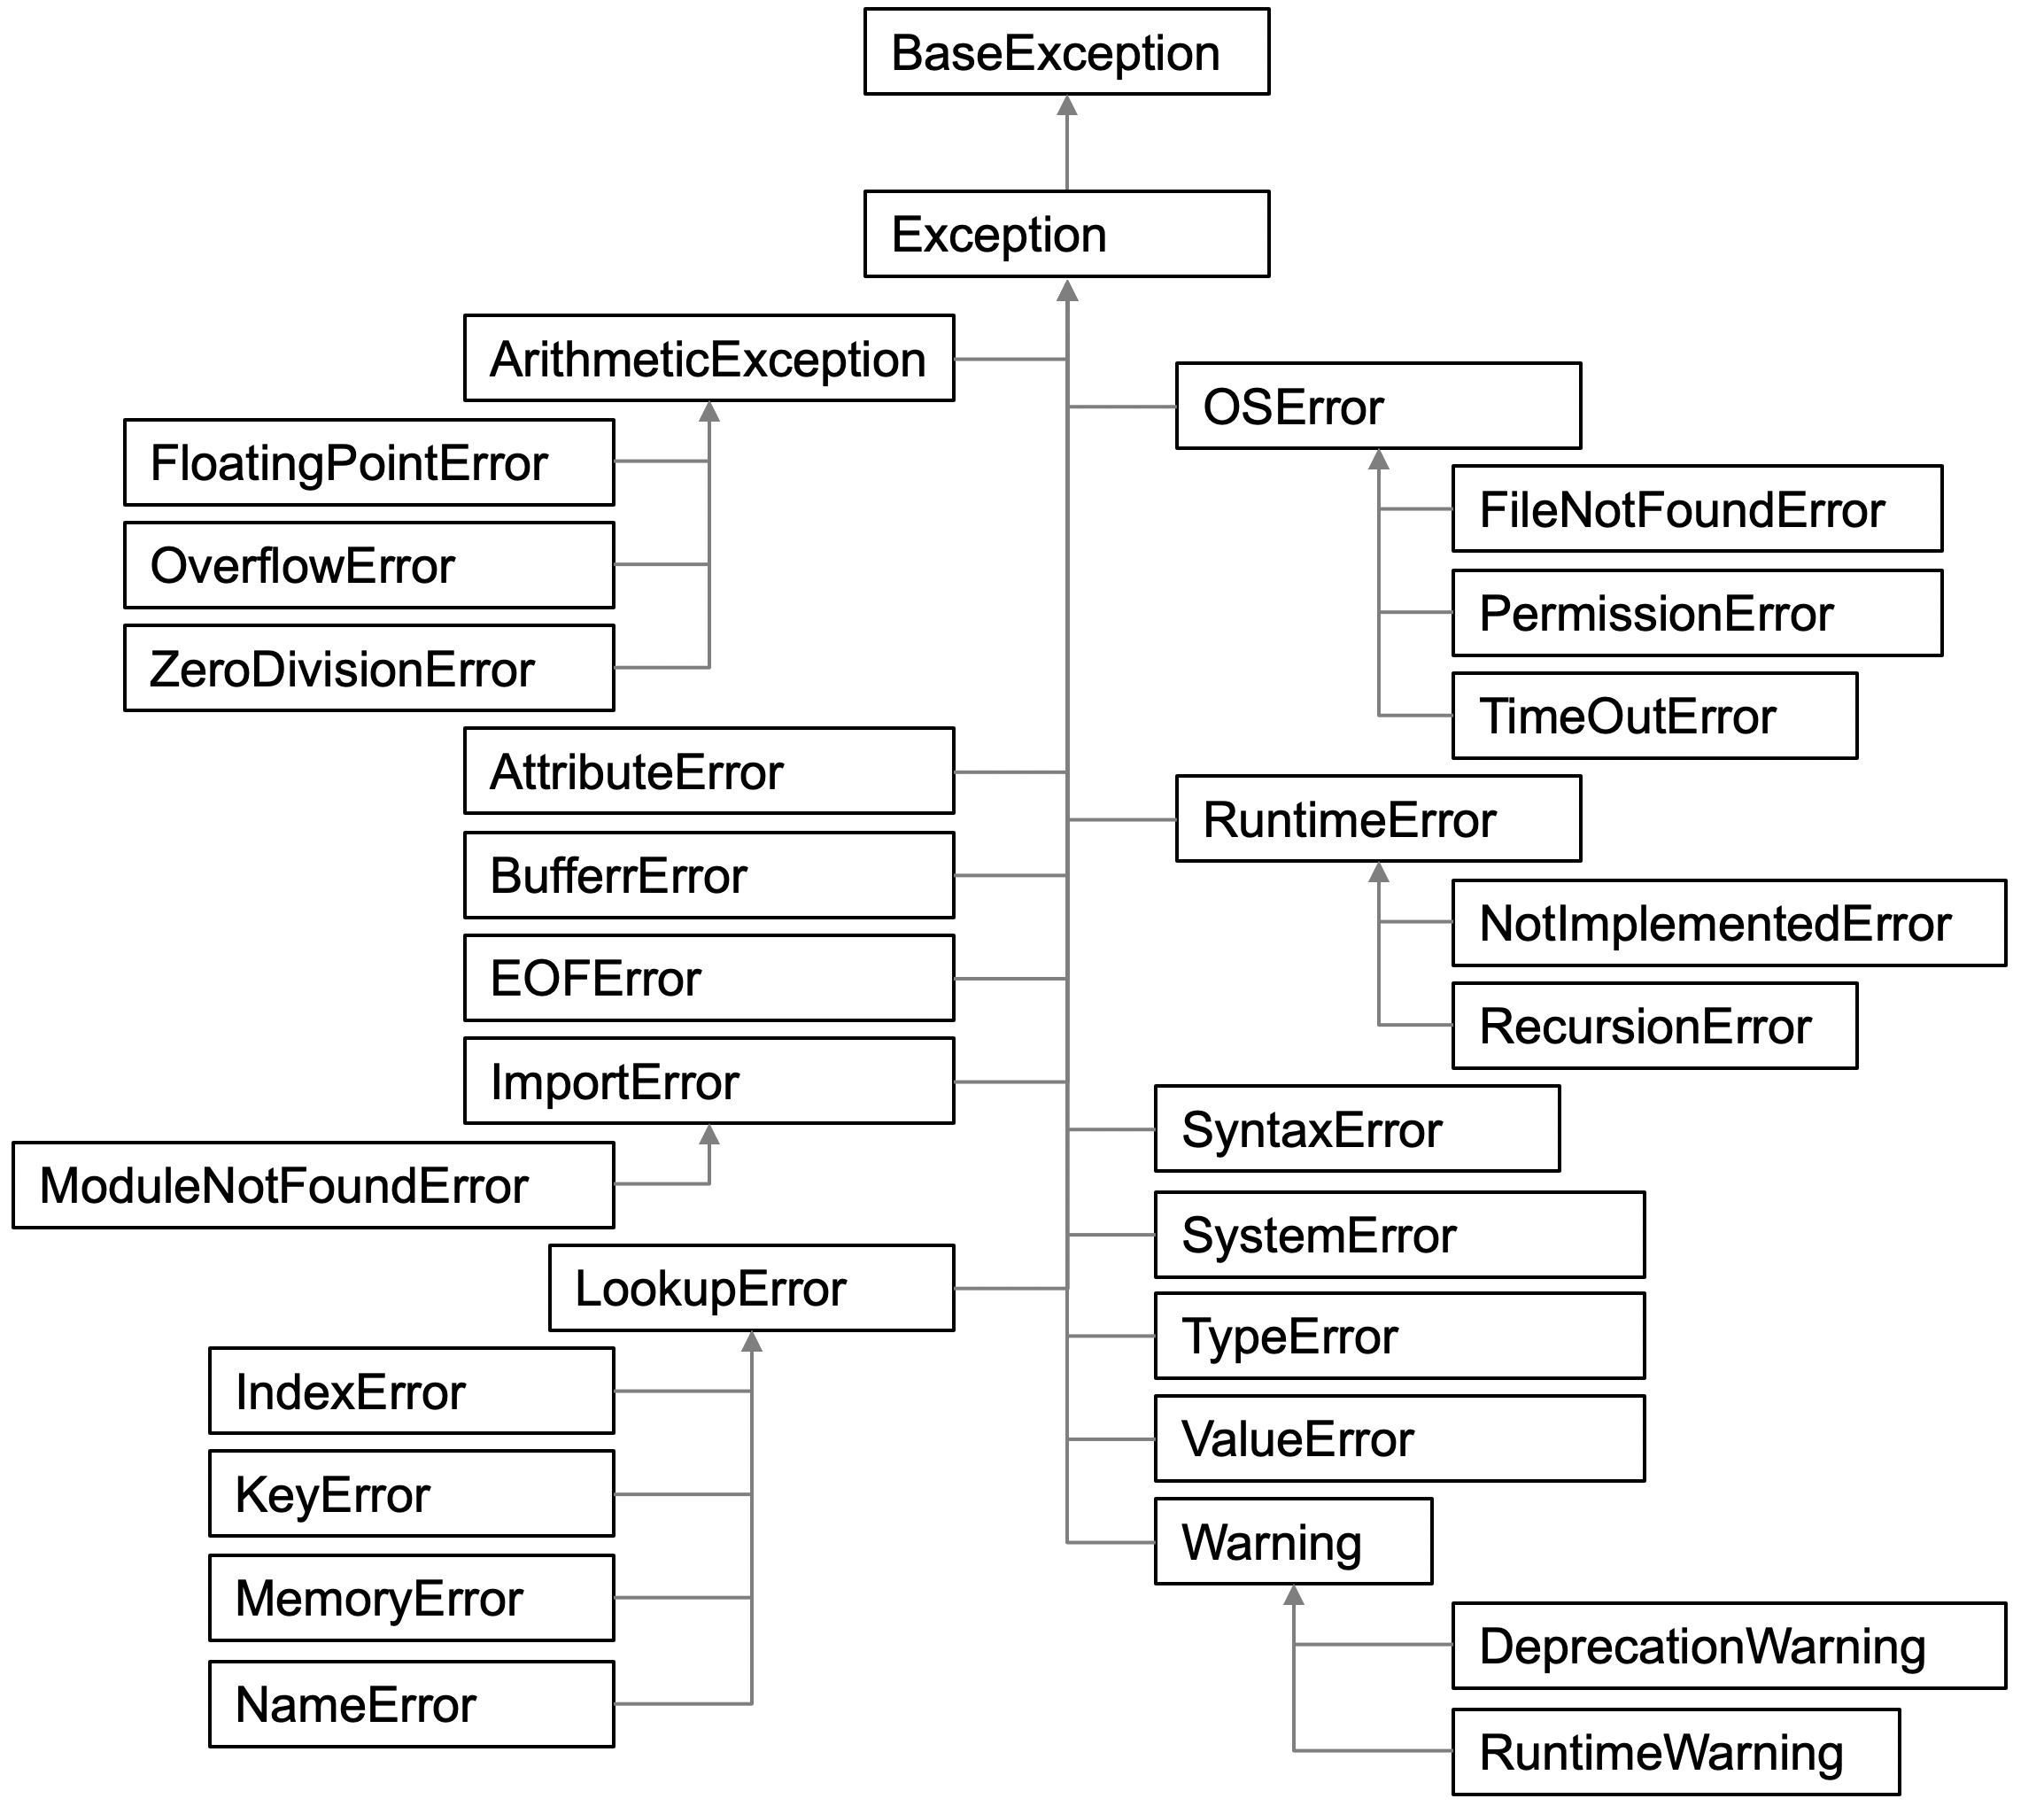 BaseException
Exception
ArithmeticException
FloatingPointError
OverflowError
ZeroDivisionError
AttributeError
BufferrError
EOFError
ImportError
ModuleNotFoundError
LookupError
IndexError
KeyError
MemoryError
NameError
OSError
FileNotFoundError
PermissionError
TimeOutError
RuntimeError
NotImplementedError
RecursionError
SyntaxError
SystemError
TypeError
ValueError
Warning
DeprecationWarning
RuntimeWarning